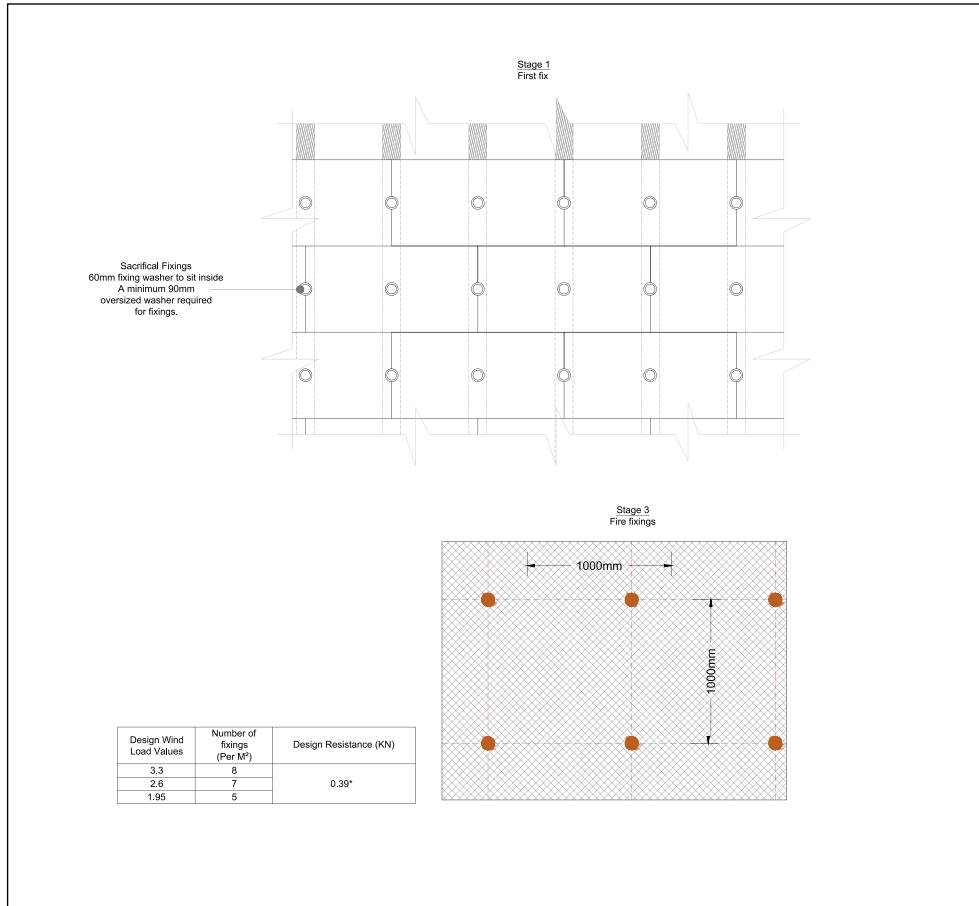 Stage 1
First fix
Sacrifical Fixings
60mm fixing washer to sit inside
A minimum 90mm
oversized washer required
for fixings.
Stage 3
Fire fixings
1000mm
1000mm
Design Wind
Load Values
Number of
fixings
(Per M²)
Design Resistance (KN)
3.3
8
0.39*
2.6
7
1.95
5